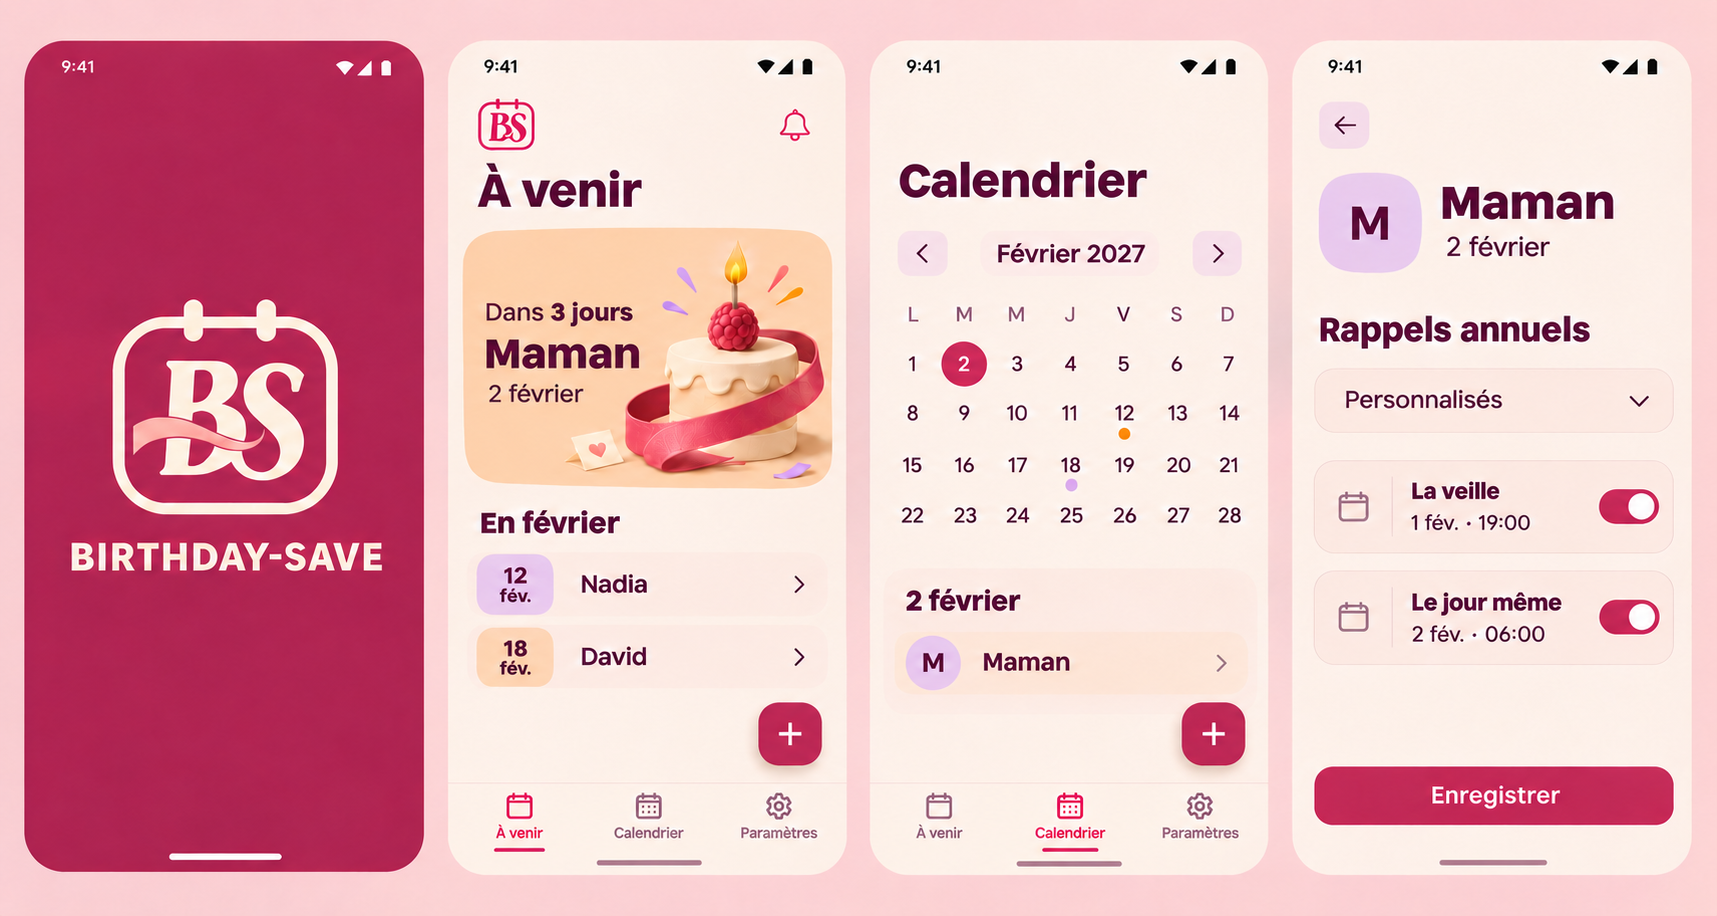 9:41
BS
BIRTHDAY-SAVE
9:41
BS
À venir
Dans 3 jours
Maman
2 février
En février
12
fév.
Nadia
18
fév.
David
+
À venir
Calendrier
Paramètres
9:41
Calendrier
Février 2027
L M M J V S D
1 2 3 4 5 6 7
8 9 10 11 12 13 14
15 16 17 18 19 20 21
22 23 24 25 26 27 28
2 février
M
Maman
+
À venir
Calendrier
Paramètres
9:41
M
Maman
2 février
Rappels annuels
Personnalisés
La veille
1 fév. • 19:00
Le jour même
2 fév. • 06:00
Enregistrer